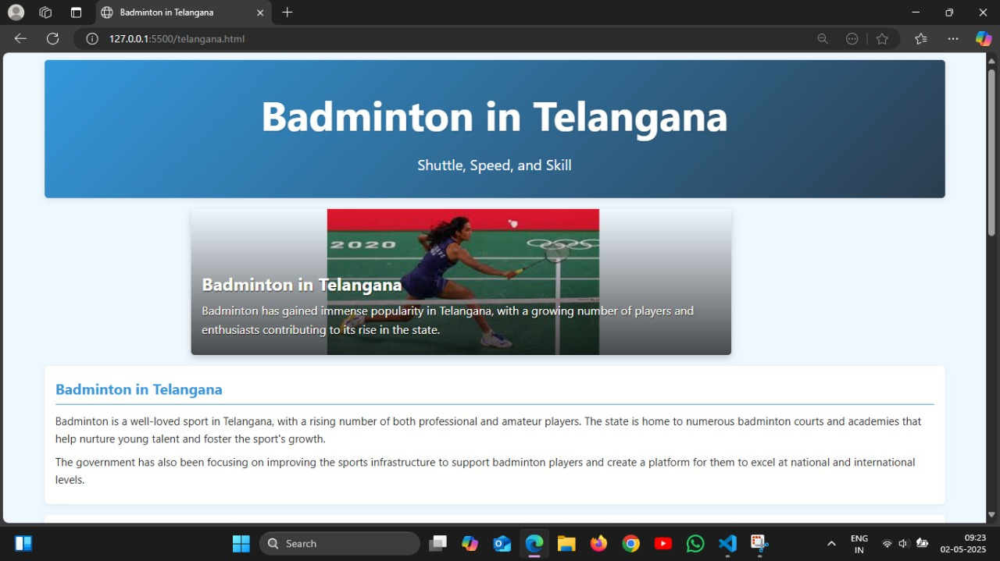 Badminton in Telangana
127.0.0.1:5500/telangana.html
Badminton in Telangana
Shuttle, Speed, and Skill
2020
Badminton in Telangana
Badminton has gained immense popularity in Telangana, with a growing number of players and
enthusiasts contributing to its rise in the state.
Badminton in Telangana
Badminton is a well-loved sport in Telangana, with a rising number of both professional and amateur players. The state is home to numerous badminton courts and academies that
help nurture young talent and foster the sport's growth.
The government has also been focusing on improving the sports infrastructure to support badminton players and create a platform for them to excel at national and international
levels.
Search
ENG
IN
09:23
02-05-2025